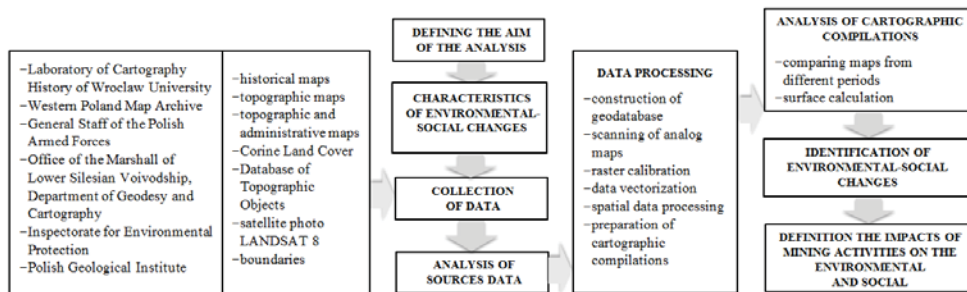 –Laboratory of Cartography
History of Wroclaw University
–Western Poland Map Archive
–General Staff of the Polish
Armed Forces
–Office of the Marshall of
Lower Silesian Voivodship,
Department of Geodesy and
Cartography
–Inspectorate for Environmental
Protection
–Polish Geological Institute
–historical maps
–topographic maps
–topographic and
administrative maps
–Corine Land Cover
–Database of
Topographic
Objects
–satellite photo
LANDSAT 8
–boundaries
DEFINING THE AIM
OF THE ANALYSIS
CHARACTERISTICS
OF ENVIRONMENTAL-
SOCIAL CHANGES
COLLECTION
OF DATA
ANALYSIS OF
SOURCES DATA
DATA PROCESSING
–construction of
geodatabase
–scanning of analog
maps
–raster calibration
–data vectorization
–spatial data processing
–preparation of
cartographic
compilations
ANALYSIS OF CARTOGRAPHIC
COMPILATIONS
–comparing maps from
different periods
–surface calculation
IDENTIFICATION OF
ENVIRONMENTAL-SOCIAL
CHANGES
DEFINITION THE IMPACTS OF
MINING ACTIVITIES ON THE
ENVIRONMENTAL
AND SOCIAL